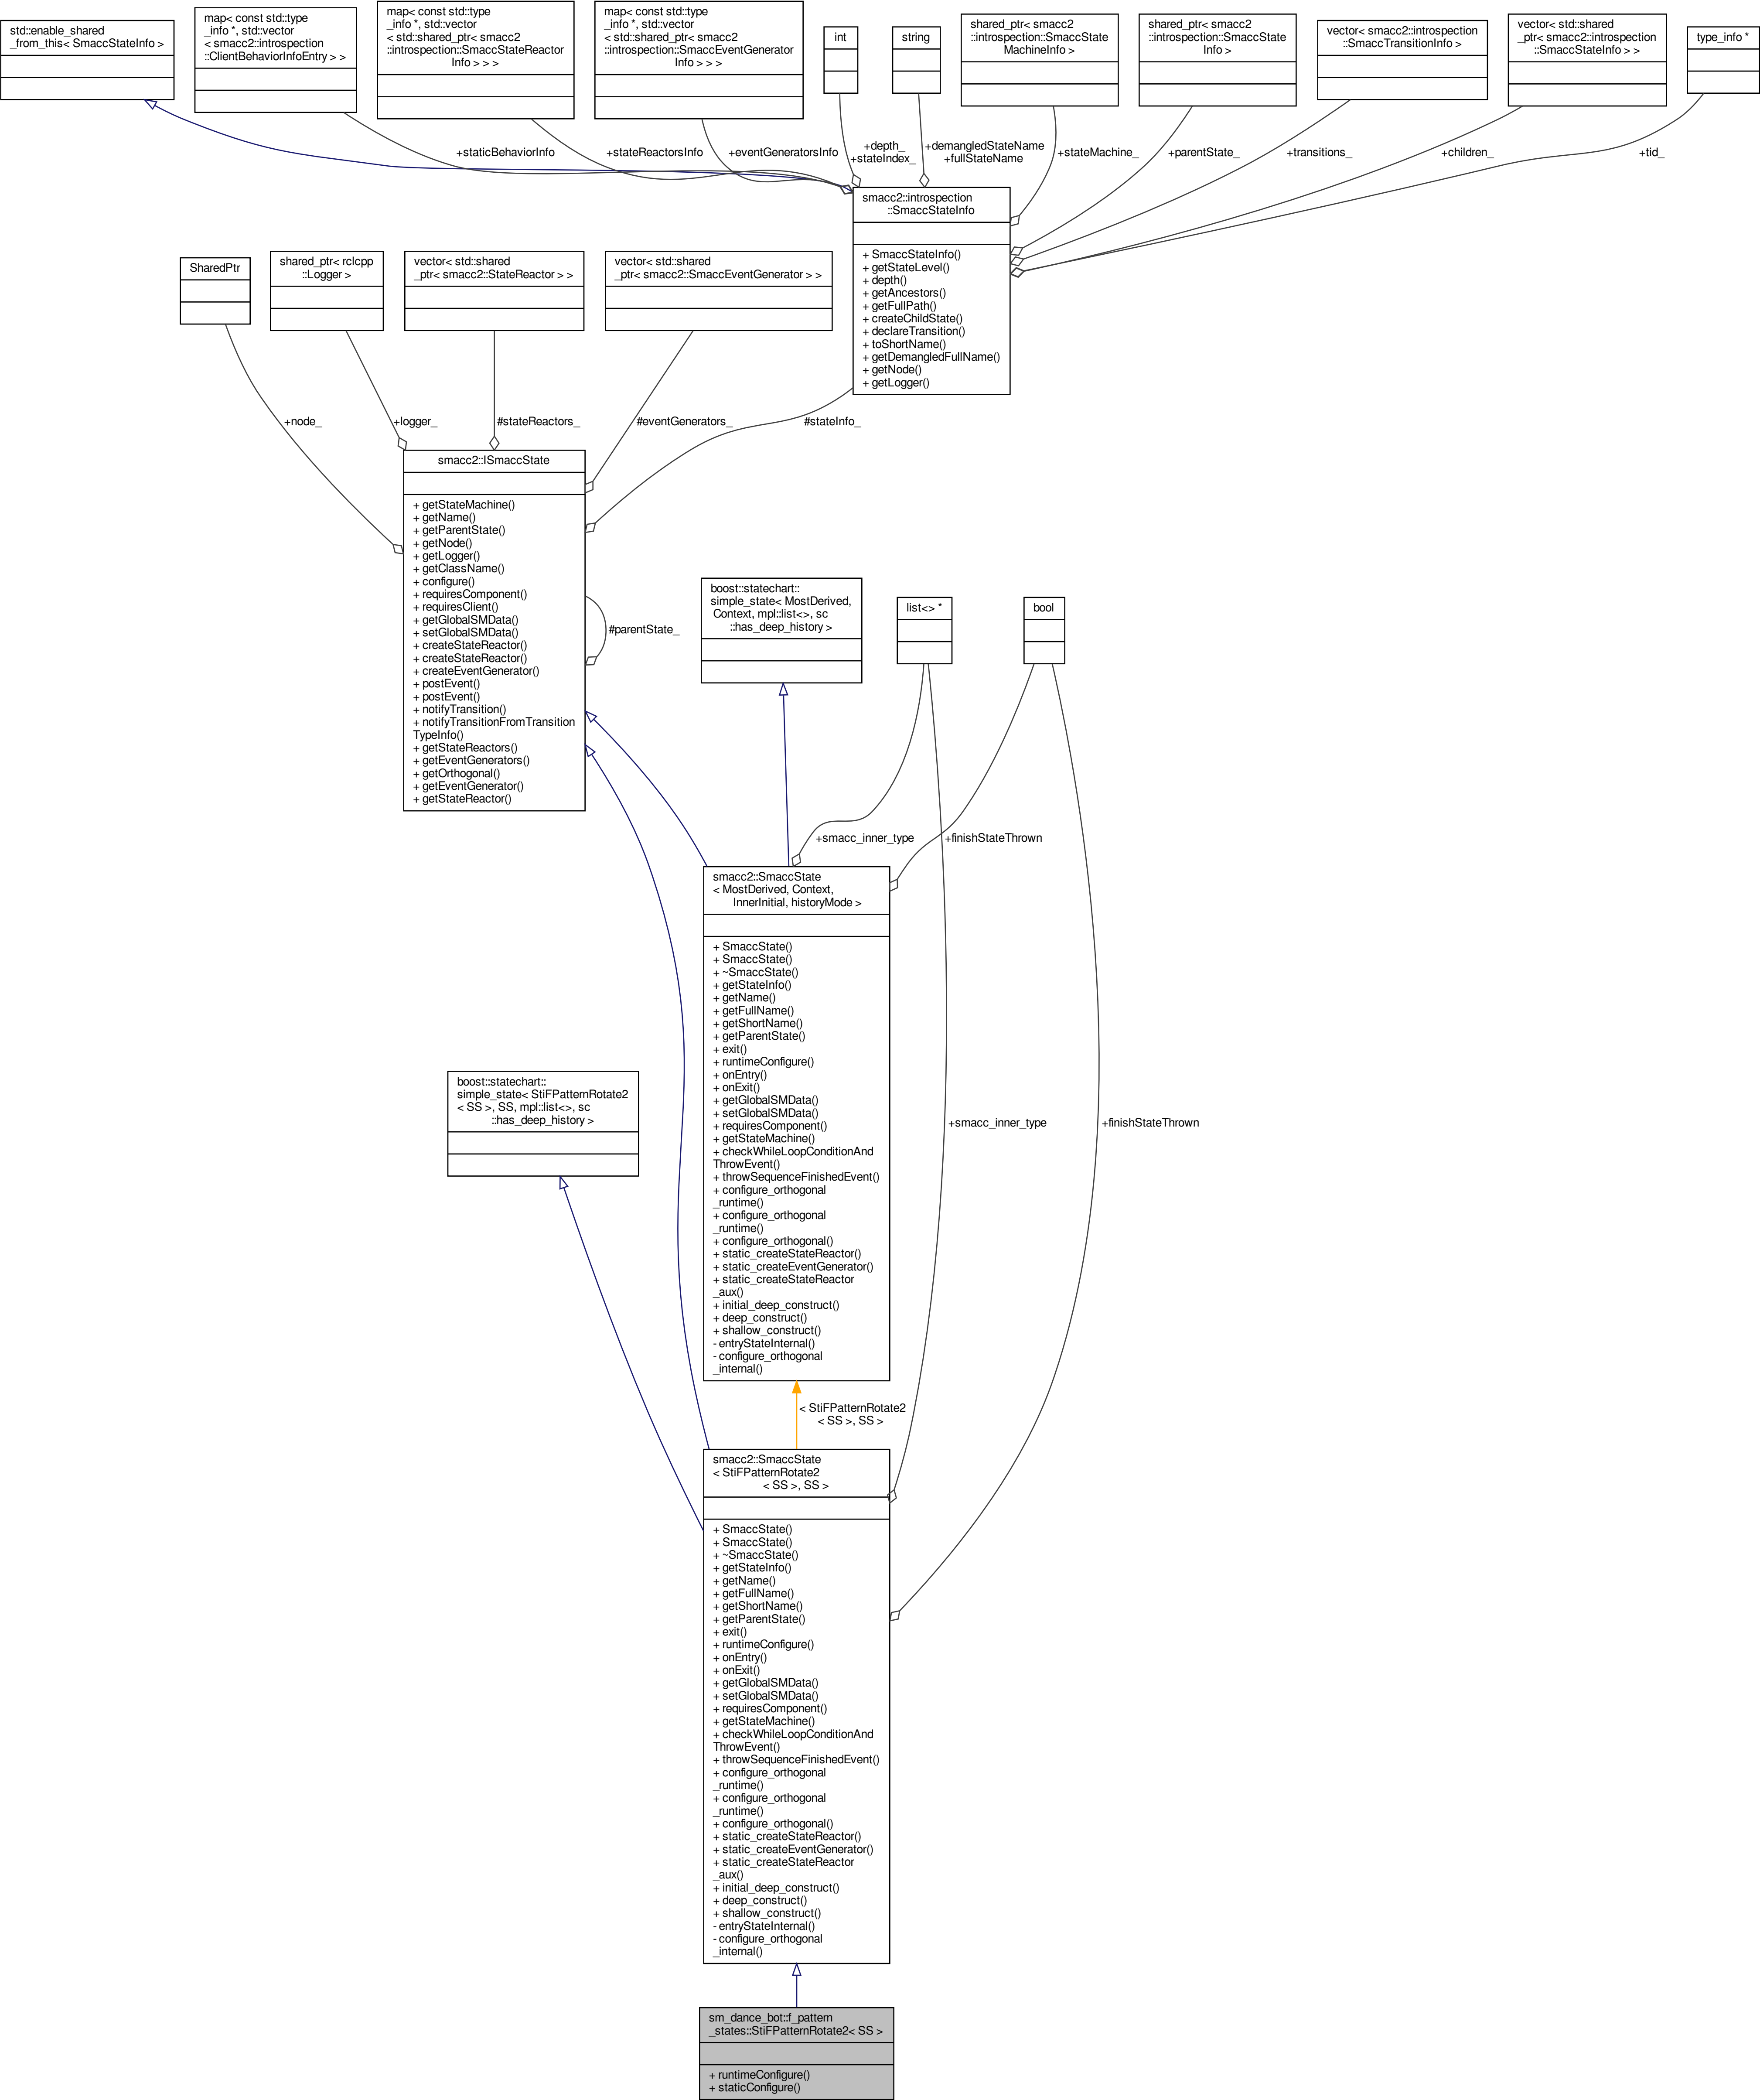 std::enable_shared
_from_this< SmaccStateInfo >
map< const std::type
_info *, std::vector
< smacc2::introspection
::ClientBehaviorInfoEntry > >
map< const std::type
_info *, std::vector
< std::shared_ptr< smacc2
::introspection::SmaccStateReactor
Info > > >
map< const std::type
_info *, std::vector
< std::shared_ptr< smacc2
::introspection::SmaccEventGenerator
Info > > >
int
string
shared_ptr< smacc2
::introspection::SmaccState
MachineInfo >
shared_ptr< smacc2
::introspection::SmaccState
Info >
vector< smacc2::introspection
::SmaccTransitionInfo >
vector< std::shared
_ptr< smacc2::introspection
::SmaccStateInfo > >
type_info *
+staticBehaviorInfo
+stateReactorsInfo
+eventGeneratorsInfo
+depth_
+stateIndex_
+demangledStateName
+fullStateName
+stateMachine_
+parentState_
+transitions_
+children_
+tid_
smacc2::introspection
::SmaccStateInfo
+ SmaccStateInfo()
+ getStateLevel()
+ depth()
+ getAncestors()
+ getFullPath()
+ createChildState()
+ declareTransition()
+ toShortName()
+ getDemangledFullName()
+ getNode()
+ getLogger()
SharedPtr
shared_ptr< rclcpp
::Logger >
vector< std::shared
_ptr< smacc2::StateReactor > >
vector< std::shared
_ptr< smacc2::SmaccEventGenerator > >
+node_
+logger_
#stateReactors_
#eventGenerators_
#stateInfo_
smacc2::ISmaccState
+ getStateMachine()
+ getName()
+ getParentState()
+ getNode()
+ getLogger()
+ getClassName()
+ configure()
+ requiresComponent()
+ requiresClient()
+ getGlobalSMData()
+ setGlobalSMData()
+ createStateReactor()
+ createStateReactor()
+ createEventGenerator()
+ postEvent()
+ postEvent()
+ notifyTransition()
+ notifyTransitionFromTransition
TypeInfo()
+ getStateReactors()
+ getEventGenerators()
+ getOrthogonal()
+ getEventGenerator()
+ getStateReactor()
#parentState_
boost::statechart::
simple_state< MostDerived,
Context, mpl::list<>, sc
::has_deep_history >
list<> *
bool
+smacc_inner_type
+finishStateThrown
smacc2::SmaccState
< MostDerived, Context,
InnerInitial, historyMode >
+ SmaccState()
+ SmaccState()
+ ~SmaccState()
+ getStateInfo()
+ getName()
+ getFullName()
+ getShortName()
+ getParentState()
+ exit()
+ runtimeConfigure()
+ onEntry()
+ onExit()
+ getGlobalSMData()
+ setGlobalSMData()
+ requiresComponent()
+ getStateMachine()
+ checkWhileLoopConditionAnd
ThrowEvent()
+ throwSequenceFinishedEvent()
+ configure_orthogonal
_runtime()
+ configure_orthogonal
_runtime()
+ configure_orthogonal()
+ static_createStateReactor()
+ static_createEventGenerator()
+ static_createStateReactor
_aux()
+ initial_deep_construct()
+ deep_construct()
+ shallow_construct()
- entryStateInternal()
- configure_orthogonal
_internal()
boost::statechart::
simple_state< StiFPatternRotate2
< SS >, SS, mpl::list<>, sc
::has_deep_history >
+smacc_inner_type
+finishStateThrown
< StiFPatternRotate2
< SS >, SS >
smacc2::SmaccState
< StiFPatternRotate2
< SS >, SS >
+ SmaccState()
+ SmaccState()
+ ~SmaccState()
+ getStateInfo()
+ getName()
+ getFullName()
+ getShortName()
+ getParentState()
+ exit()
+ runtimeConfigure()
+ onEntry()
+ onExit()
+ getGlobalSMData()
+ setGlobalSMData()
+ requiresComponent()
+ getStateMachine()
+ checkWhileLoopConditionAnd
ThrowEvent()
+ throwSequenceFinishedEvent()
+ configure_orthogonal
_runtime()
+ configure_orthogonal
_runtime()
+ configure_orthogonal()
+ static_createStateReactor()
+ static_createEventGenerator()
+ static_createStateReactor
_aux()
+ initial_deep_construct()
+ deep_construct()
+ shallow_construct()
- entryStateInternal()
- configure_orthogonal
_internal()
sm_dance_bot::f_pattern
_states::StiFPatternRotate2< SS >
+ runtimeConfigure()
+ staticConfigure()